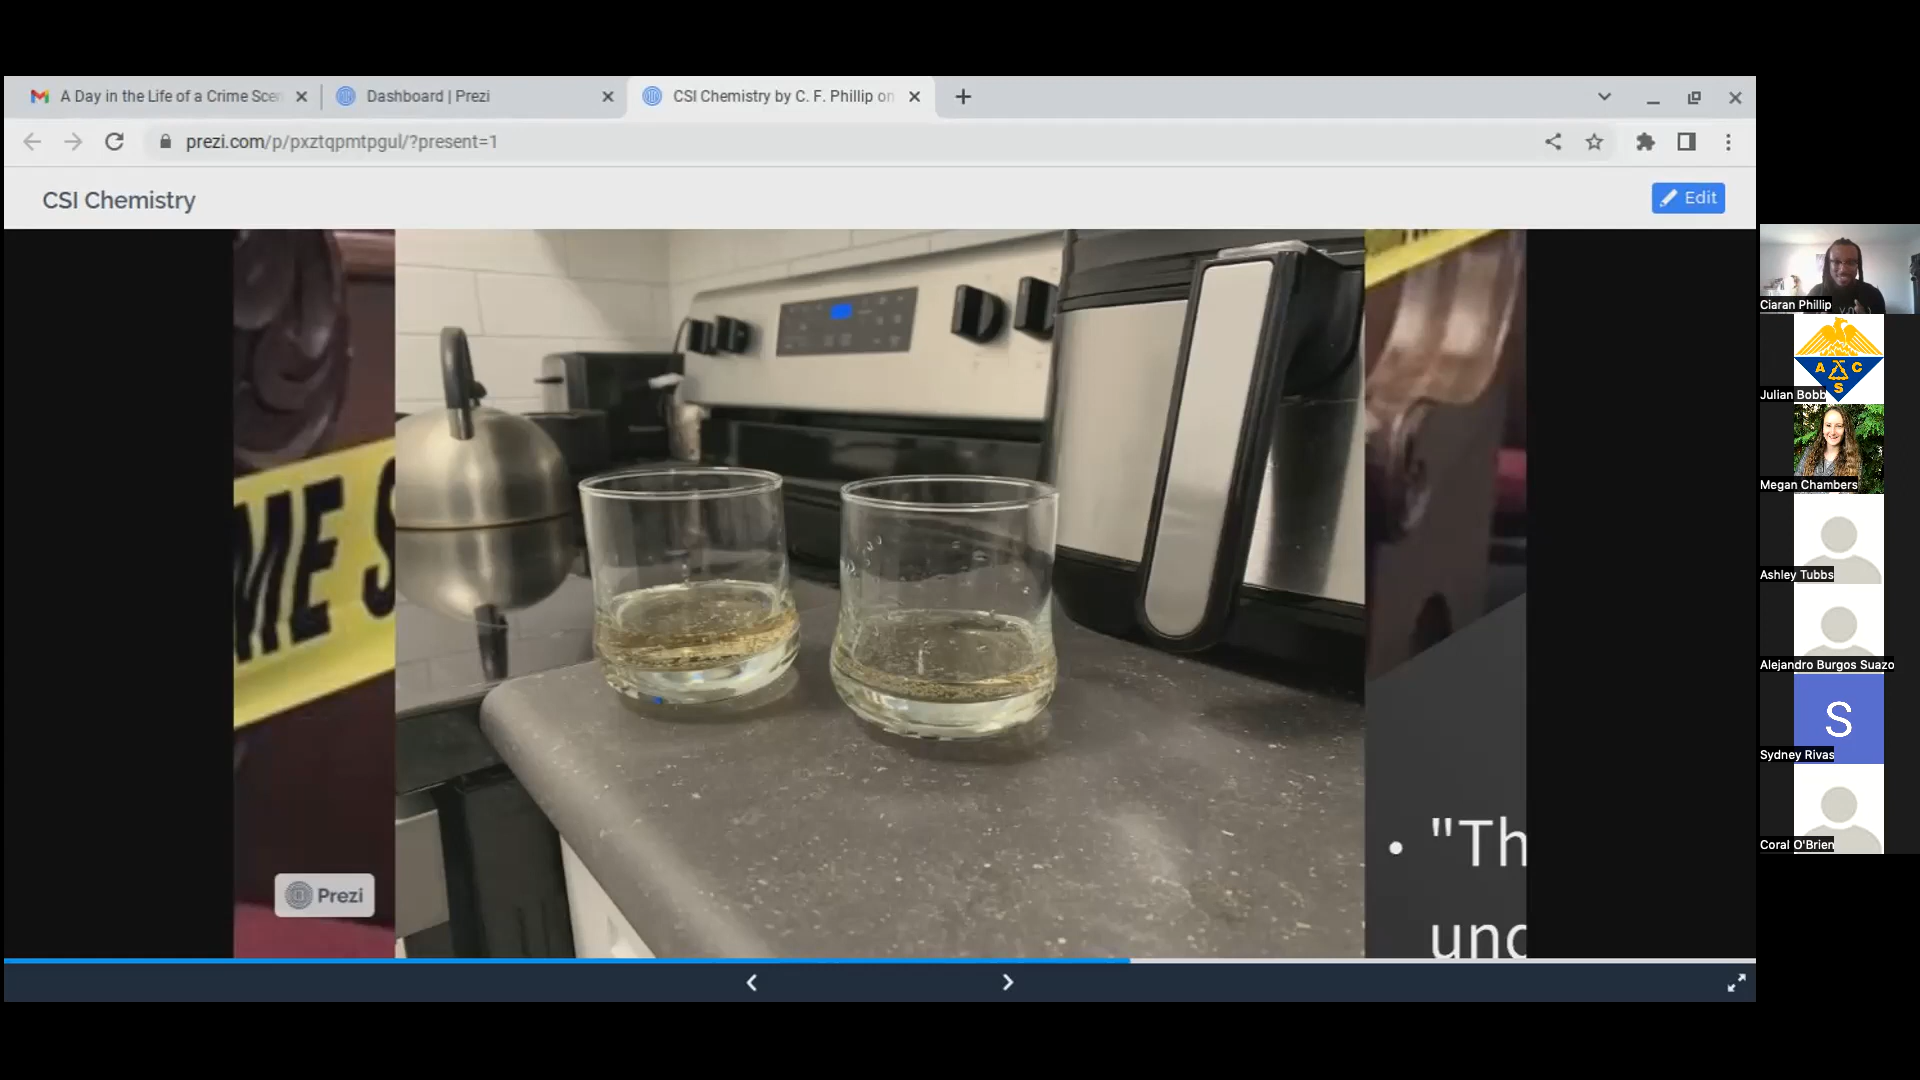 A Day in the Life of a Crime Scen
Dashboard | Prezi
CSI Chemistry by C. F. Phillip on
prezi.com/p/pxztqpmtpgul/?present=1
CSI Chemistry
Edit
ME S
Prezi
• "Th
und
Ciaran Phillip
A C S
Julian Bobb
Megan Chambers
Ashley Tubbs
Alejandro Burgos Suazo
S
Sydney Rivas
Coral O'Brien